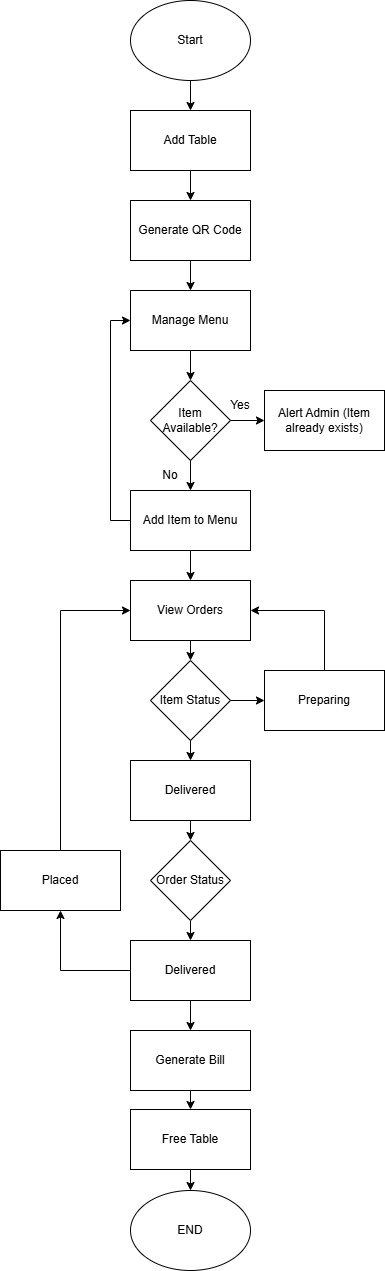 Start
Add Table
Generate QR Code
Manage Menu
Item
Available?
Yes
Alert Admin (Item
already exists)
No
Add Item to Menu
View Orders
Item Status
Preparing
Delivered
Placed
Order Status
Delivered
Generate Bill
Free Table
END